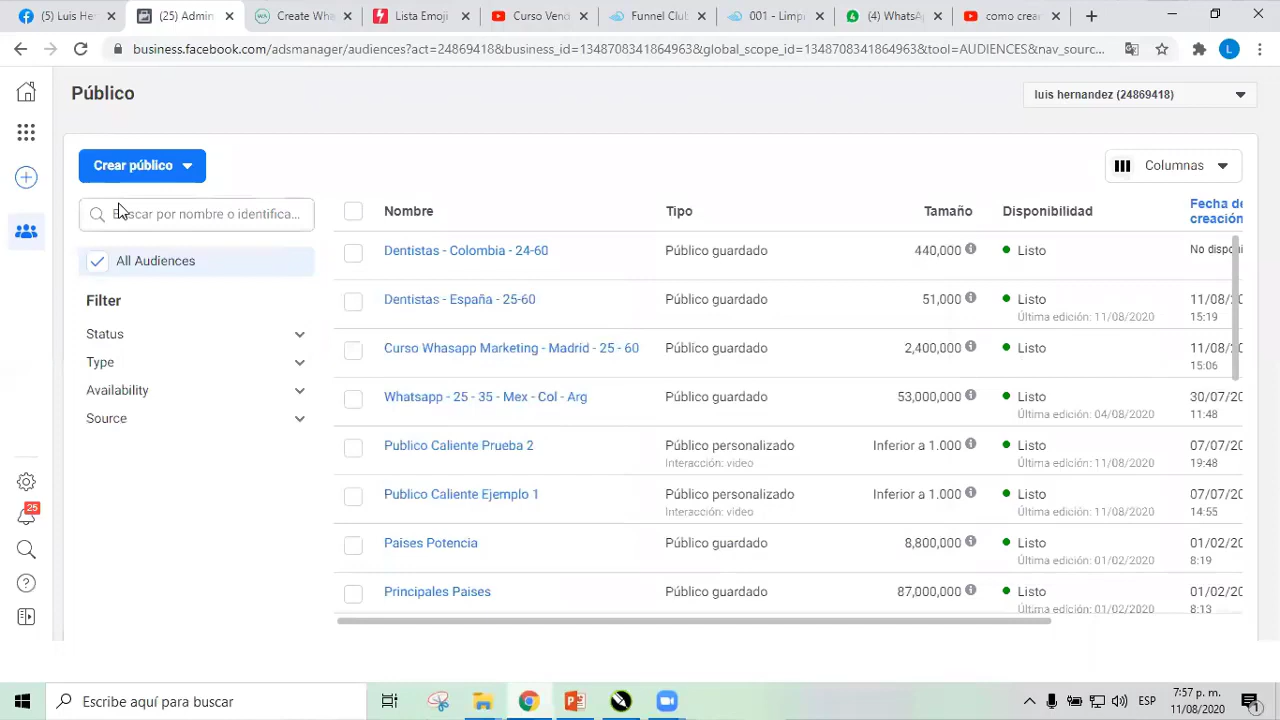 (5) Luis H
(25) Admin
Create Wha
Lista Emoji
Curso Vend
Funnel Club
001 - Limp
(4) WhatsA
como crear
business.facebook.com/adsmanager/audiences?act=24869418&business_id=1348708341864963&global_scope_id=1348708341864963&tool=AUDIENCES&nav_sourc...
L
Público
luis hernandez (24869418)
Crear público
Columnas
Buscar por nombre o identifica...
All Audiences
Filter
Status
Type
Availability
Source
25
Nombre Tipo Tamaño Disponibilidad Fecha de
creación
Dentistas - Colombia - 24-60 Público guardado 440,000 Listo No disponi
Dentistas - España - 25-60 Público guardado 51,000 Listo 11/08/20
Última edición: 11/08/2020 15:19
Curso Whasapp Marketing - Madrid - 25 - 60 Público guardado 2,400,000 Listo 11/08/20
15:06
Whatsapp - 25 - 35 - Mex - Col - Arg Público guardado 53,000,000 Listo 30/07/20
Última edición: 04/08/2020 11:48
Publico Caliente Prueba 2 Público personalizado Inferior a 1.000 Listo 07/07/20
Interacción: video Última edición: 11/08/2020 19:48
Publico Caliente Ejemplo 1 Público personalizado Inferior a 1.000 Listo 07/07/20
Interacción: video Última edición: 11/08/2020 14:55
Paises Potencia Público guardado 8,800,000 Listo 01/02/20
Última edición: 01/02/2020 8:19
Principales Paises Público guardado 87,000,000 Listo 01/02/20
Última edición: 01/02/2020 8:13
Escribe aquí para buscar
ESP
7:57 p. m.
11/08/2020
1